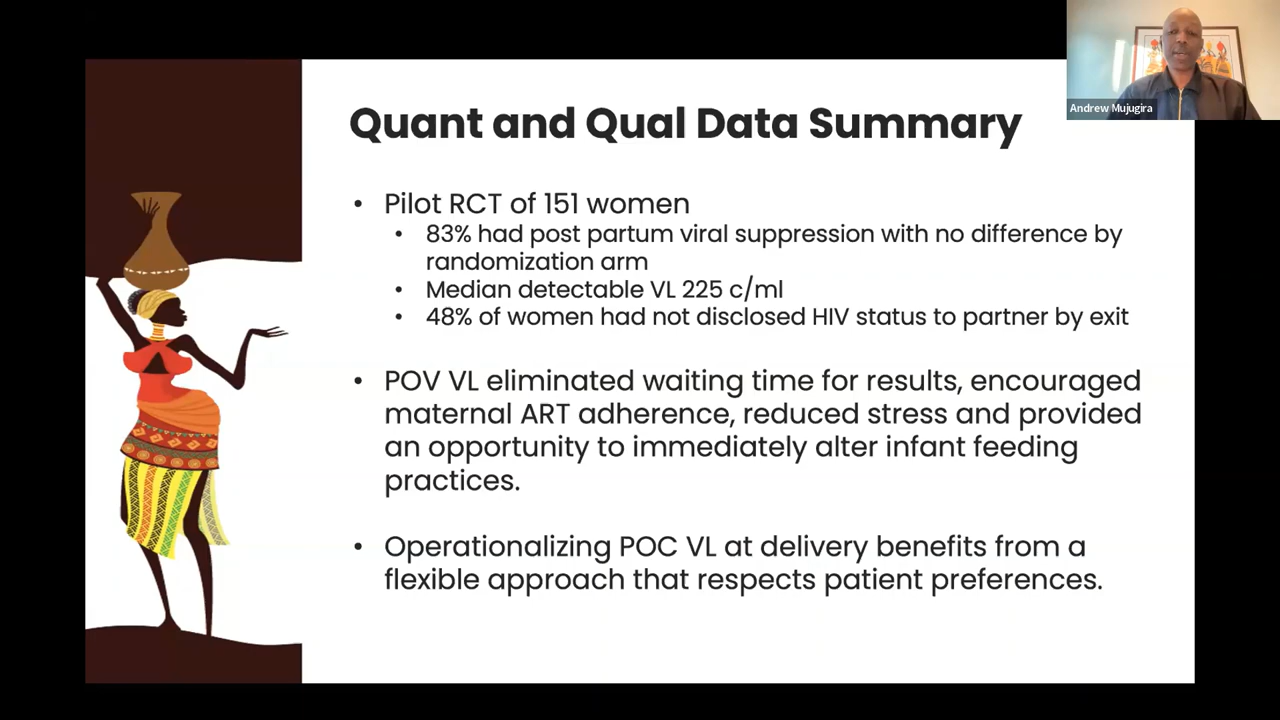 Andrew Mujugira
Quant and Qual Data Summary
• Pilot RCT of 151 women
• 83% had post partum viral suppression with no difference by
randomization arm
• Median detectable VL 225 c/ml
• 48% of women had not disclosed HIV status to partner by exit
• POV VL eliminated waiting time for results, encouraged
maternal ART adherence, reduced stress and provided
an opportunity to immediately alter infant feeding
practices.
• Operationalizing POC VL at delivery benefits from a
flexible approach that respects patient preferences.